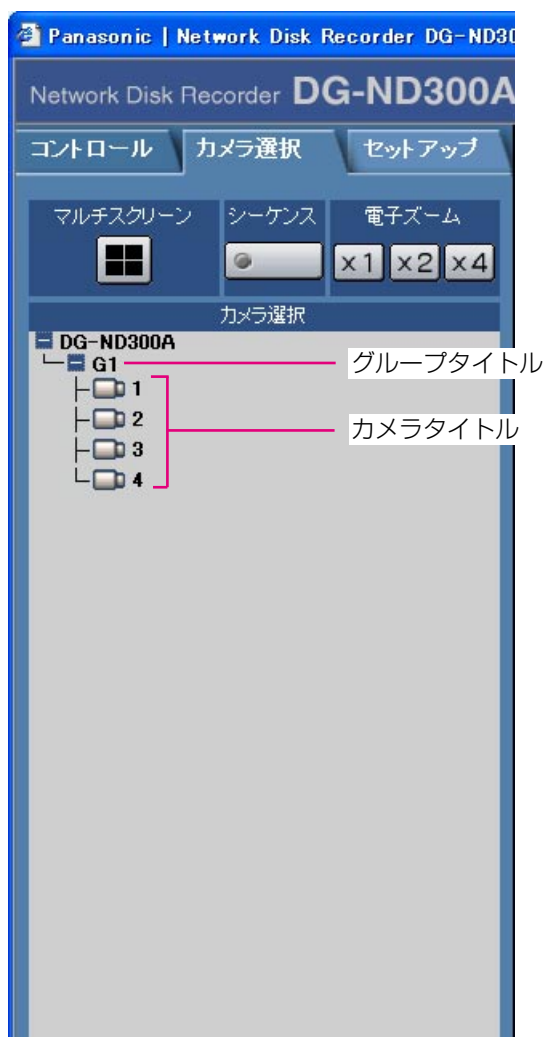 Panasonic | Network Disk Recorder DG-ND30
Network Disk Recorder DG-ND300A
コントロール カメラ選択 セットアップ
マルチスクリーン シーケンス 電子ズーム
x1 x2 x4
カメラ選択
DG-ND300A
G1 グループタイトル
1
2 カメラタイトル
3
4